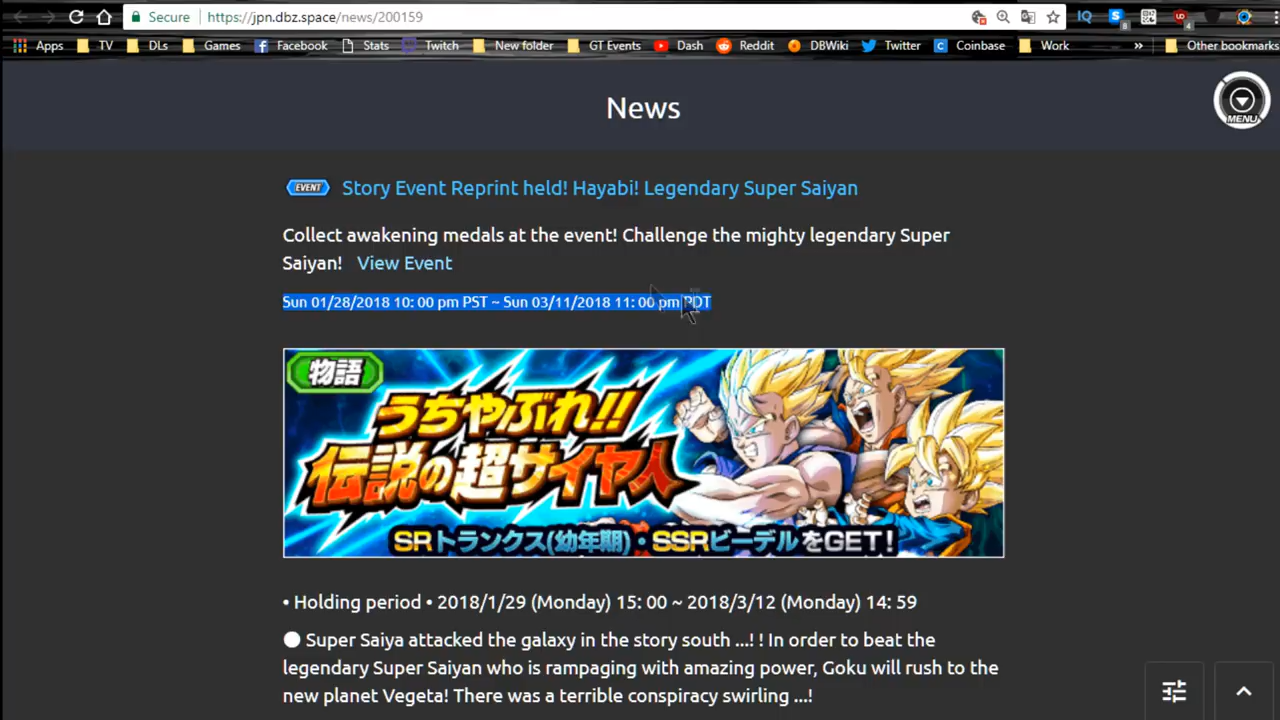 Secure https://jpn.dbz.space/news/200159
Apps TV DLs Games Facebook Stats Twitch New folder GT Events Dash Reddit DBWiki Twitter Coinbase Work » Other bookmarks
News
MENU
EVENT Story Event Reprint held! Hayabi! Legendary Super Saiyan
Collect awakening medals at the event! Challenge the mighty legendary Super
Saiyan! View Event
Sun 01/28/2018 10: 00 pm PST ~ Sun 03/11/2018 11: 00 pm PDT
物語
うちやぶれ!!
伝説の超サイヤ人
SRトランクス(幼年期)・SSRビーデルをGET!
• Holding period • 2018/1/29 (Monday) 15: 00 ~ 2018/3/12 (Monday) 14: 59
● Super Saiya attacked the galaxy in the story south ...! ! In order to beat the
legendary Super Saiyan who is rampaging with amazing power, Goku will rush to the
new planet Vegeta! There was a terrible conspiracy swirling ...!